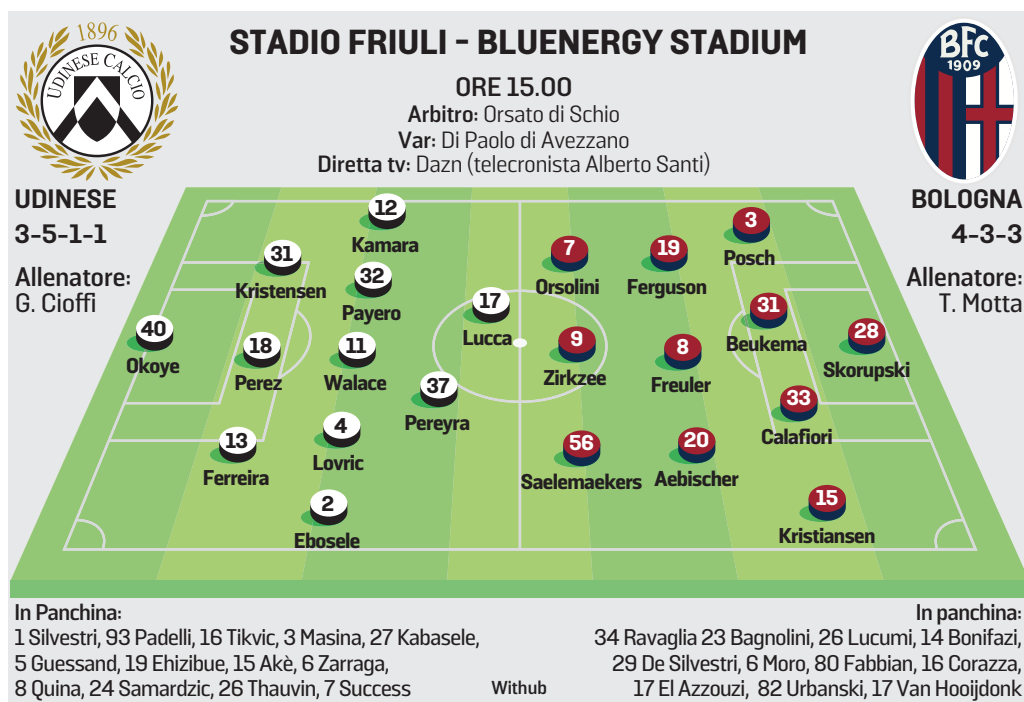 1896
UDINESE CALCIO
STADIO FRIULI - BLUENERGY STADIUM
ORE 15.00
Arbitro: Orsato di Schio
Var: Di Paolo di Avezzano
Diretta tv: Dazn (telecronista Alberto Santi)
BFC
1909
UDINESE
3-5-1-1
Allenatore:
G. Cioffi
BOLOGNA
4-3-3
Allenatore:
T. Motta
40
Okoye
31
Kristensen
18
Perez
13
Ferreira
12
Kamara
32
Payero
11
Walace
4
Lovric
2
Ebosele
37
Pereyra
17
Lucca
7
Orsolini
9
Zirkzee
56
Saelemaekers
19
Ferguson
8
Freuler
20
Aebischer
3
Posch
31
Beukema
33
Calafiori
15
Kristiansen
28
Skorupski
In Panchina:
1 Silvestri, 93 Padelli, 16 Tikvic, 3 Masina, 27 Kabasele,
5 Guessand, 19 Ehizibue, 15 Akè, 6 Zarraga,
8 Quina, 24 Samardzic, 26 Thauvin, 7 Success
Withub
In panchina:
34 Ravaglia 23 Bagnolini, 26 Lucumi, 14 Bonifazi,
29 De Silvestri, 6 Moro, 80 Fabbian, 16 Corazza,
17 El Azzouzi, 82 Urbanski, 17 Van Hooijdonk